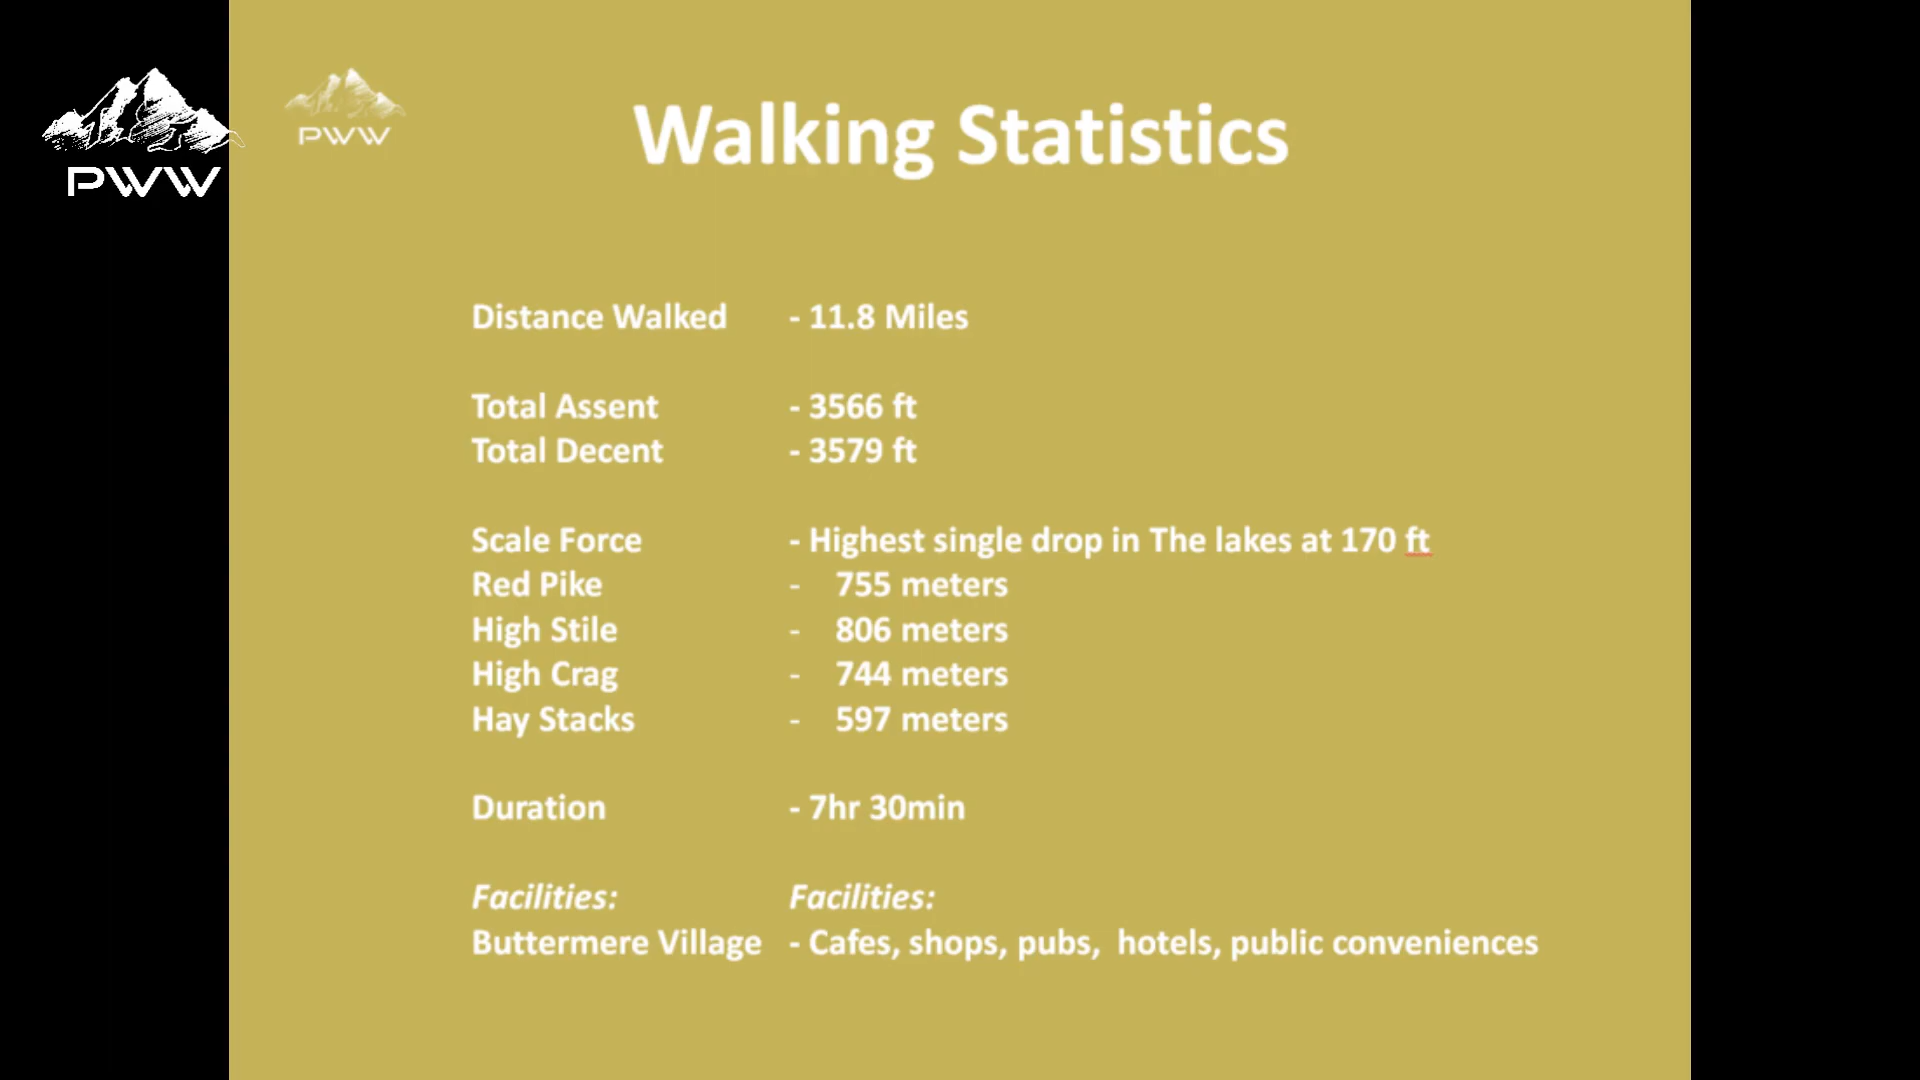 PWW
PWW
Walking Statistics
Distance Walked - 11.8 Miles
Total Assent - 3566 ft
Total Decent - 3579 ft
Scale Force - Highest single drop in The lakes at 170 ft
Red Pike - 755 meters
High Stile - 806 meters
High Crag - 744 meters
Hay Stacks - 597 meters
Duration - 7hr 30min
Facilities: Facilities:
Buttermere Village - Cafes, shops, pubs, hotels, public conveniences